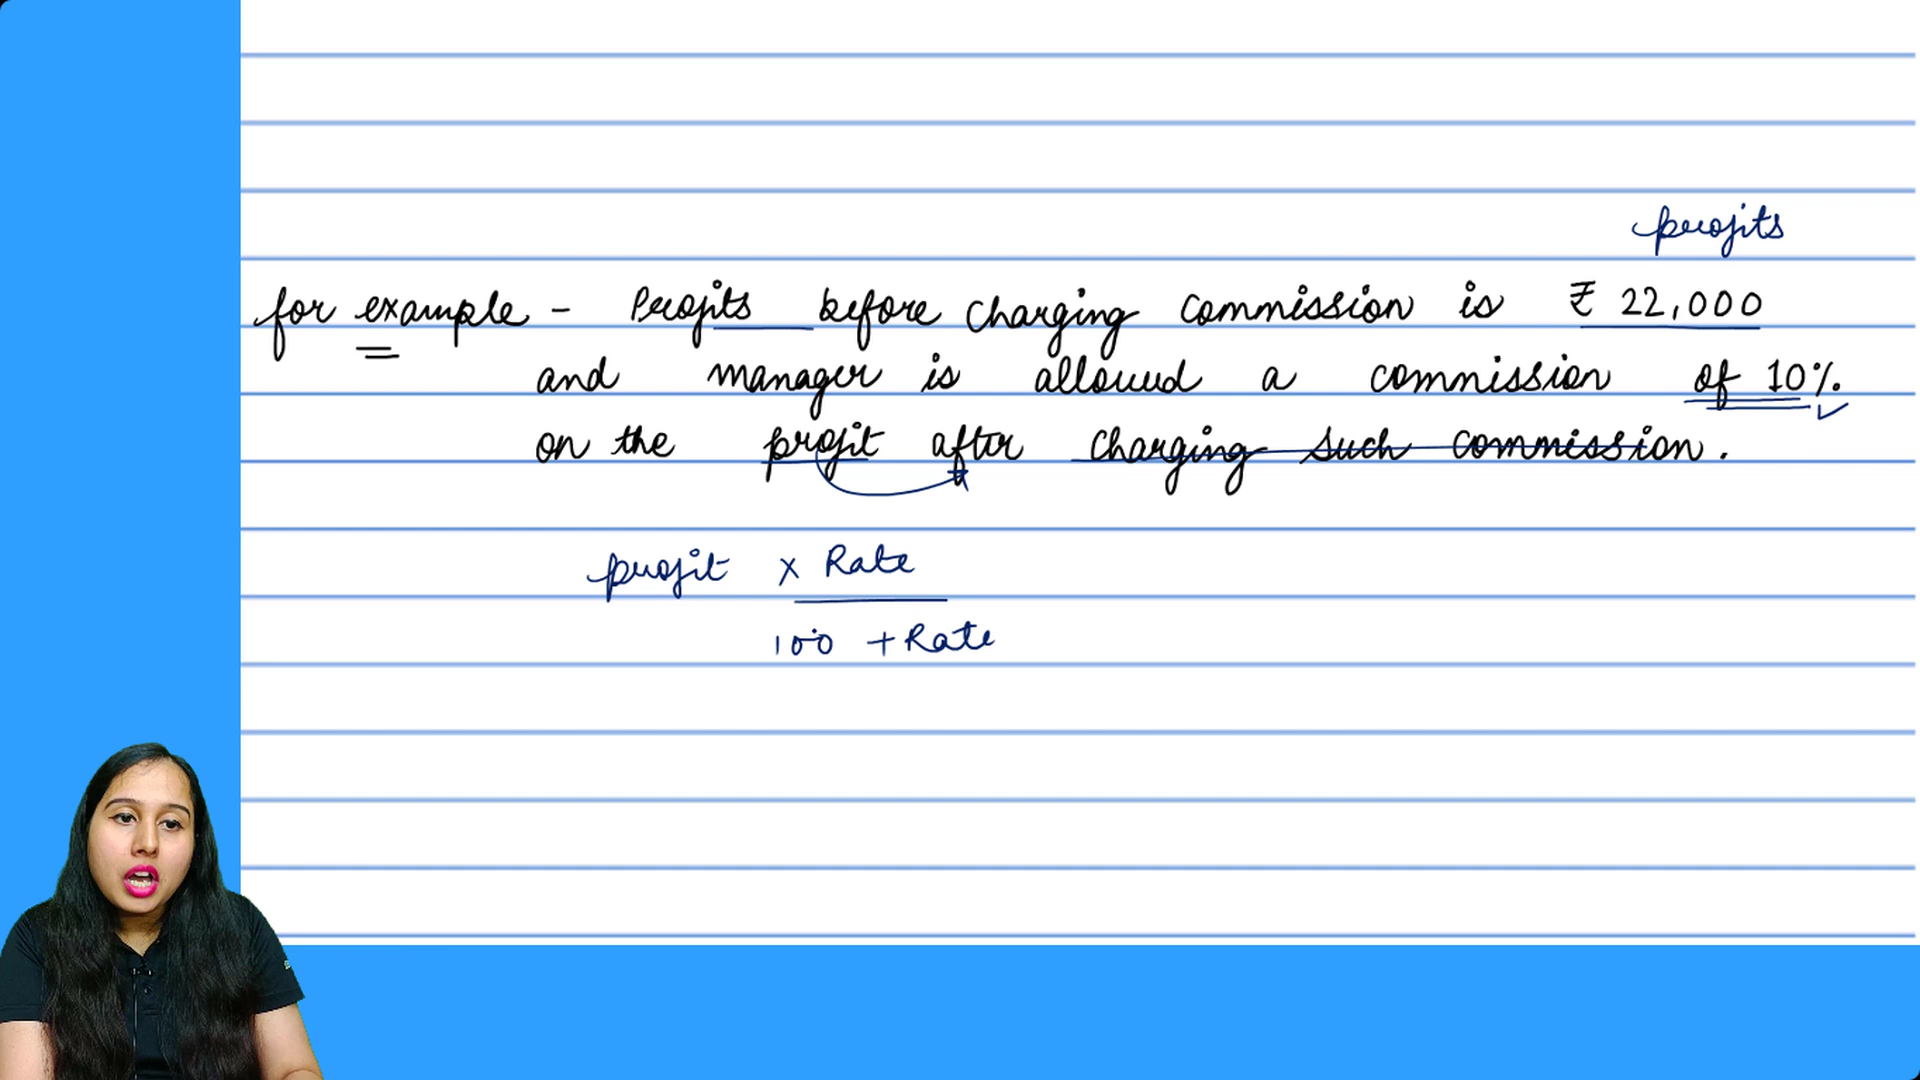 profits
for example - Profits before charging commission is ₹ 22,000
and manager is allowed a commission of 10%
on the profit after charging such commission.
profit × Rate
100 + Rate